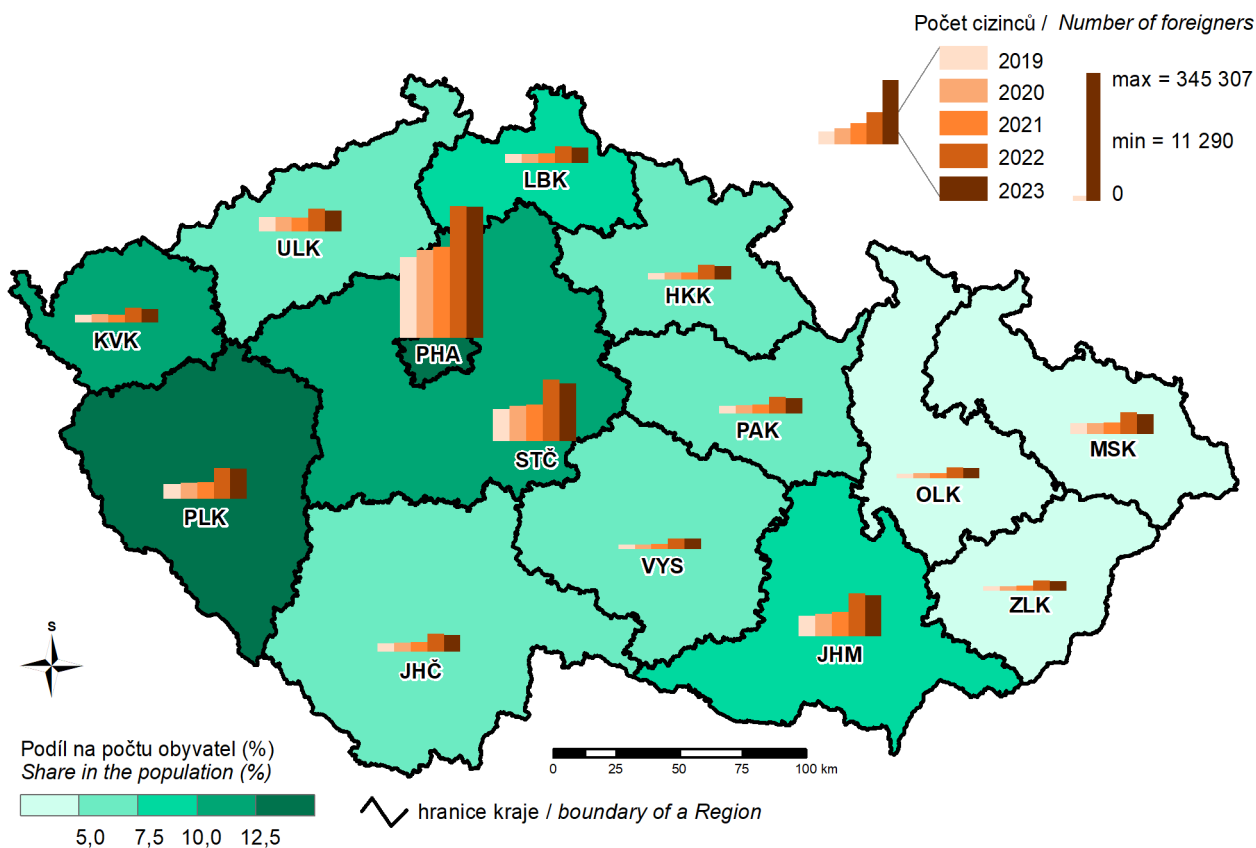 Počet cizinců / Number of foreigners
2019
2020
2021
2022
2023
max = 345 307
min = 11 290
0
LBK
ULK
HKK
KVK
PHA
PAK
MSK
STČ
OLK
PLK
VYS
ZLK
JHM
JHČ
S
Podíl na počtu obyvatel (%)
Share in the population (%)
5,0 7,5 10,0 12,5
0 25 50 75 100 km
hranice kraje / boundary of a Region